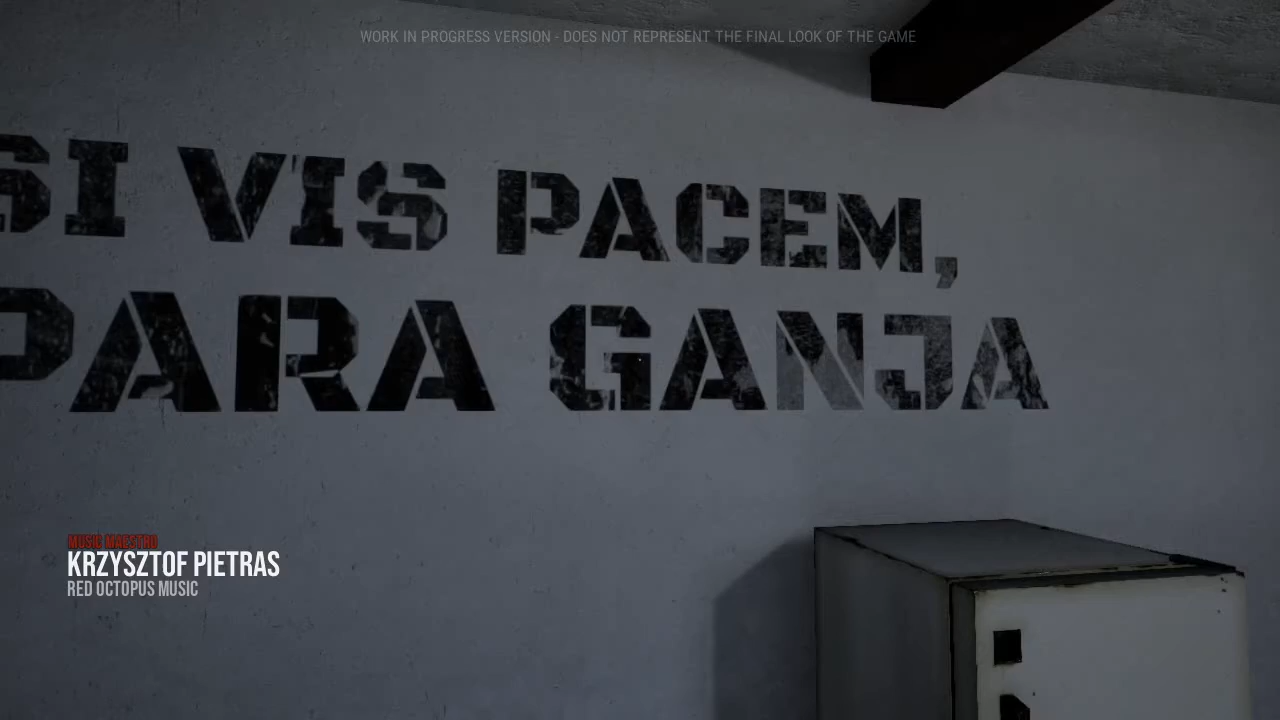 WORK IN PROGRESS VERSION - DOES NOT REPRESENT THE FINAL LOOK OF THE GAME
SI VIS PACEM,
PARA GANJA
MUSIC MAESTRO
KRZYSZTOF PIETRAS
RED OCTOPUS MUSIC